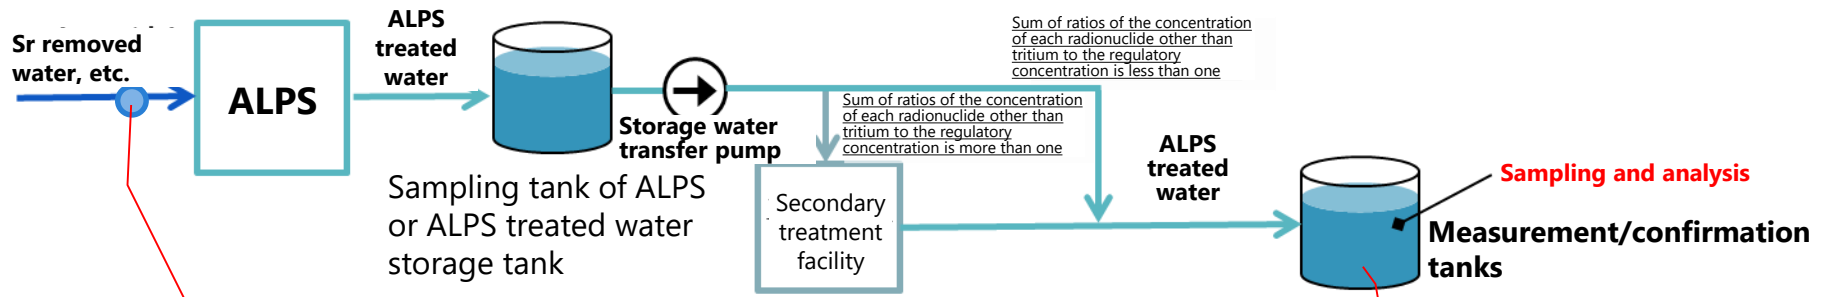 Sr removed
water, etc.
ALPS
ALPS
treated
water
Storage water
transfer pump
Sampling tank of ALPS
or ALPS treated water
storage tank
Sum of ratios of the concentration
of each radionuclide other than
tritium to the regulatory
concentration is less than one
Sum of ratios of the concentration
of each radionuclide other than
tritium to the regulatory
concentration is more than one
Secondary
treatment
facility
ALPS
treated
water
Sampling and analysis
Measurement/confirmation
tanks